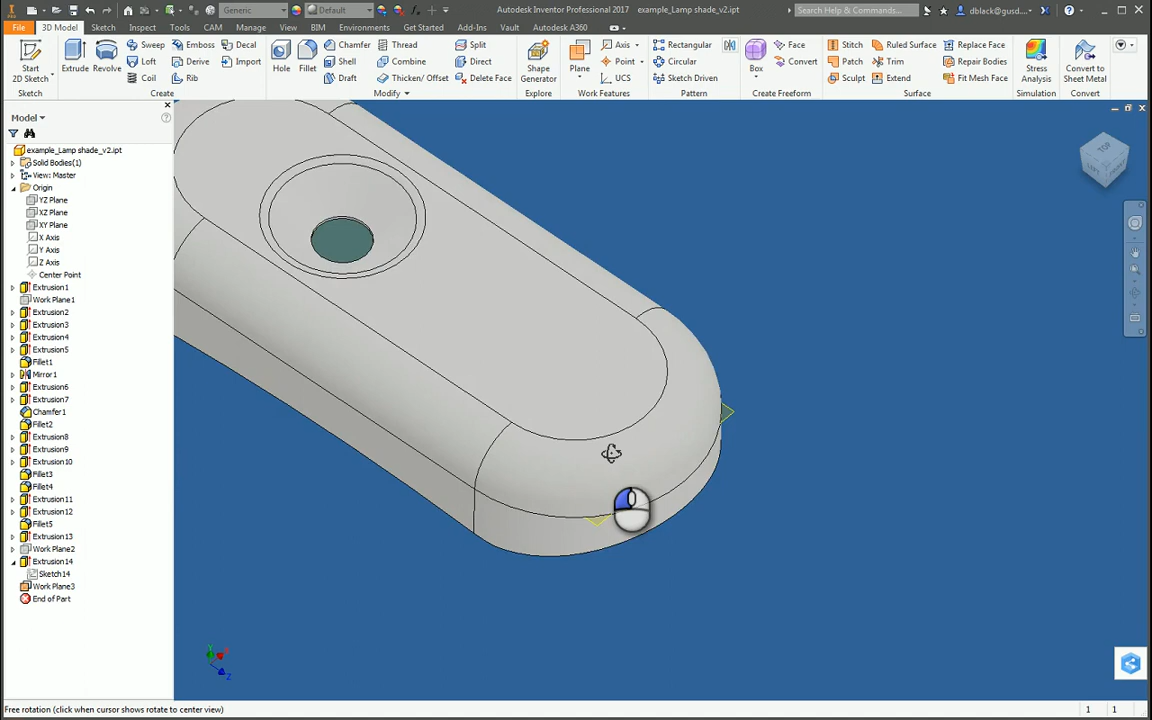 Generic
Default
Autodesk Inventor Professional 2017 example_Lamp shade_v2.ipt
Search Help & Commands...
dblack@gusd...
File
3D Model
Sketch
Inspect
Tools
CAM
Manage
View
BIM
Environments
Get Started
Add-Ins
Vault
Autodesk A360
Start
2D Sketch
Sketch
Extrude
Revolve
Sweep
Loft
Coil
Emboss
Derive
Rib
Decal
Import
Create
Hole
Fillet
Chamfer
Shell
Draft
Thread
Combine
Thicken/ Offset
Split
Direct
Delete Face
Modify
Shape
Generator
Explore
Plane
Axis
Point
UCS
Work Features
Rectangular
Circular
Sketch Driven
Pattern
Box
Face
Convert
Create Freeform
Stitch
Patch
Sculpt
Ruled Surface
Trim
Extend
Replace Face
Repair Bodies
Fit Mesh Face
Surface
Stress
Analysis
Simulation
Convert to
Sheet Metal
Convert
Model
example_Lamp shade_v2.ipt
Solid Bodies(1)
View: Master
Origin
YZ Plane
XZ Plane
XY Plane
X Axis
Y Axis
Z Axis
Center Point
Extrusion1
Work Plane1
Extrusion2
Extrusion3
Extrusion4
Extrusion5
Fillet1
Mirror1
Extrusion6
Extrusion7
Chamfer1
Fillet2
Extrusion8
Extrusion9
Extrusion10
Fillet3
Fillet4
Extrusion11
Extrusion12
Fillet5
Extrusion13
Work Plane2
Extrusion14
Sketch14
Work Plane3
End of Part
TOP
Z
Free rotation (click when cursor shows rotate to center view)
1 1